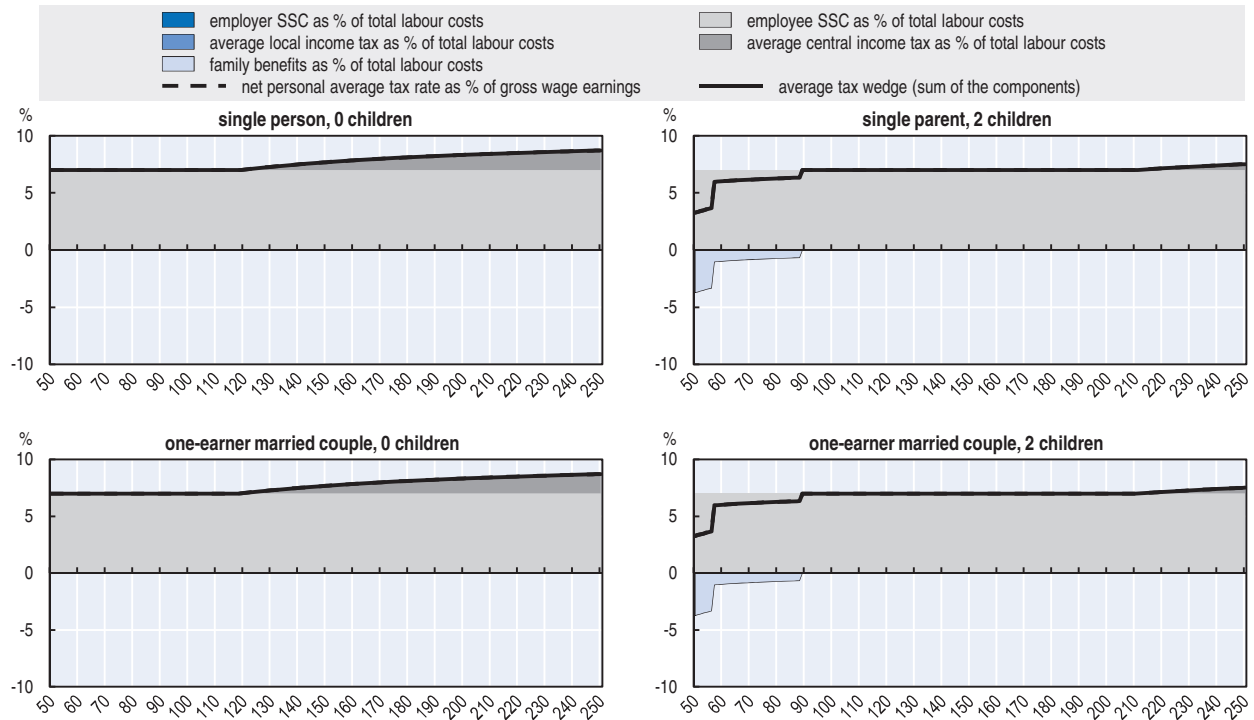 employer SSC as % of total labour costs
employee SSC as % of total labour costs
average local income tax as % of total labour costs
average central income tax as % of total labour costs
family benefits as % of total labour costs
net personal average tax rate as % of gross wage earnings
average tax wedge (sum of the components)
%
single person, 0 children
10
5
0
-5
-10
50 60 70 80 90 100 110 120 130 140 150 160 170 180 190 200 210 220 230 240 250
%
single parent, 2 children
10
5
0
-5
-10
50 60 70 80 90 100 110 120 130 140 150 160 170 180 190 200 210 220 230 240 250
%
one-earner married couple, 0 children
10
5
0
-5
-10
50 60 70 80 90 100 110 120 130 140 150 160 170 180 190 200 210 220 230 240 250
%
one-earner married couple, 2 children
10
5
0
-5
-10
50 60 70 80 90 100 110 120 130 140 150 160 170 180 190 200 210 220 230 240 250